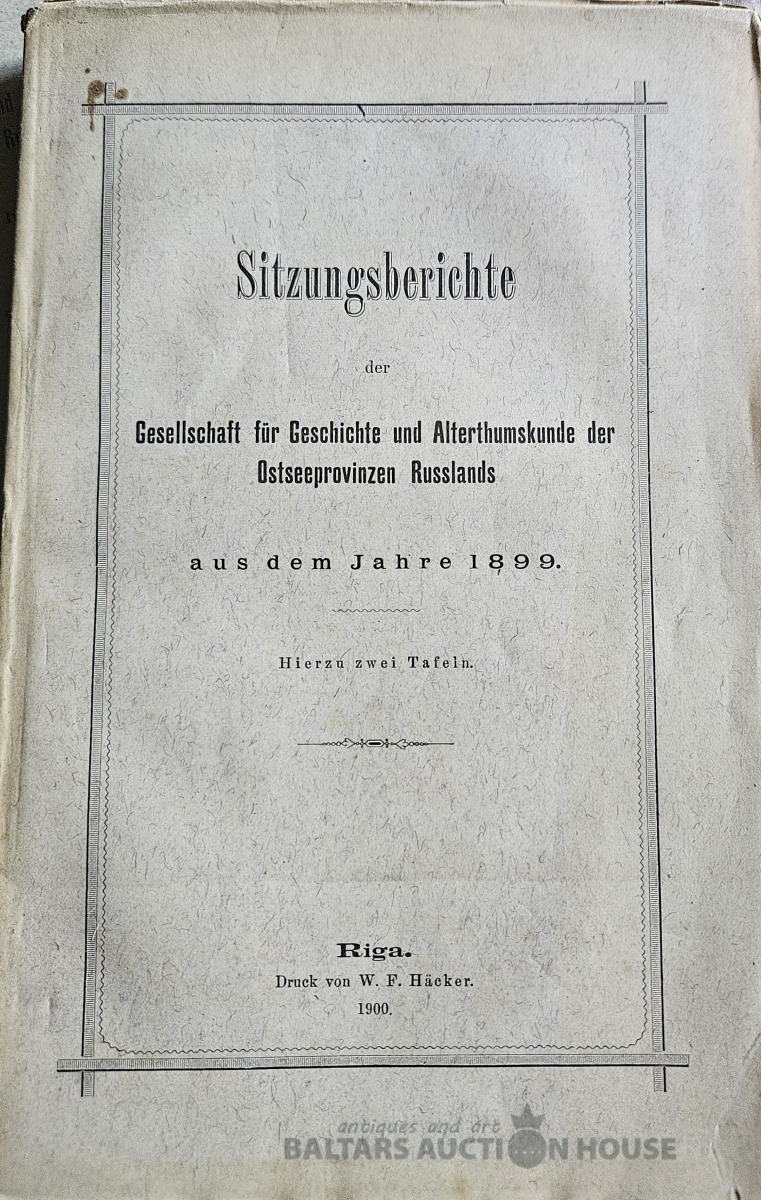 Sitzungsberichte
der
Gesellschaft für Geschichte und Alterthumskunde der
Ostseeprovinzen Russlands
aus dem Jahre 1899.
Hierzu zwei Tafeln.
Riga.
Druck von W. F. Häcker.
1900.
antiques and art
BALTARS AUCTION HOUSE